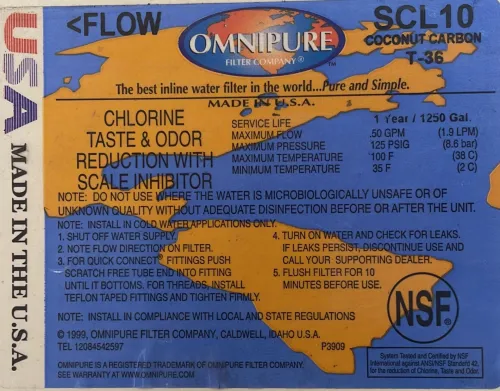 USA MADE IN THE U.S.A.
<FLOW
OMNIPURE
FILTER COMPANY®
SCL10
COCONUT CARBON
T-36
The best inline water filter in the world...Pure and Simple.
MADE IN U.S.A.
CHLORINE
TASTE & ODOR
REDUCTION WITH
SCALE INHIBITOR
SERVICE LIFE 1 Year / 1250 Gal.
MAXIMUM FLOW .50 GPM (1.9 LPM)
MAXIMUM PRESSURE 125 PSIG (8.6 bar)
MAXIMUM TEMPERATURE 100 F (38 C)
MINIMUM TEMPERATURE 35 F (2 C)
NOTE: DO NOT USE WHERE THE WATER IS MICROBIOLOGICALLY UNSAFE OR OF
UNKNOWN QUALITY WITHOUT ADEQUATE DISINFECTION BEFORE OR AFTER THE UNIT.
NOTE: INSTALL IN COLD WATER APPLICATIONS ONLY.
1. SHUT OFF WATER SUPPLY
2. NOTE FLOW DIRECTION ON FILTER.
3. FOR QUICK CONNECT FITTINGS PUSH
SCRATCH FREE TUBE END INTO FITTING
UNTIL IT BOTTOMS. FOR THREADS, INSTALL
TEFLON TAPED FITTINGS AND TIGHTEN FIRMLY.
4. TURN ON WATER AND CHECK FOR LEAKS.
IF LEAKS PERSIST, DISCONTINUE USE AND
CALL YOUR SUPPORTING DEALER.
5. FLUSH FILTER FOR 10
MINUTES BEFORE USE.
NOTE: INSTALL IN COMPLIANCE WITH LOCAL AND STATE REGULATIONS
© 1999, OMNIPURE FILTER COMPANY, CALDWELL, IDAHO U.S.A.
TEL 12084542597
P3909
OMNIPURE IS A REGISTERED TRADEMARK OF OMNIPURE FILTER COMPANY.
SEE WARRANTY AT WWW.OMNIPURE.COM
NSF®
System Tested and Certified by NSF
International against ANSI/NSF Standard 42,
for the reduction of Chlorine, Taste and Odor.